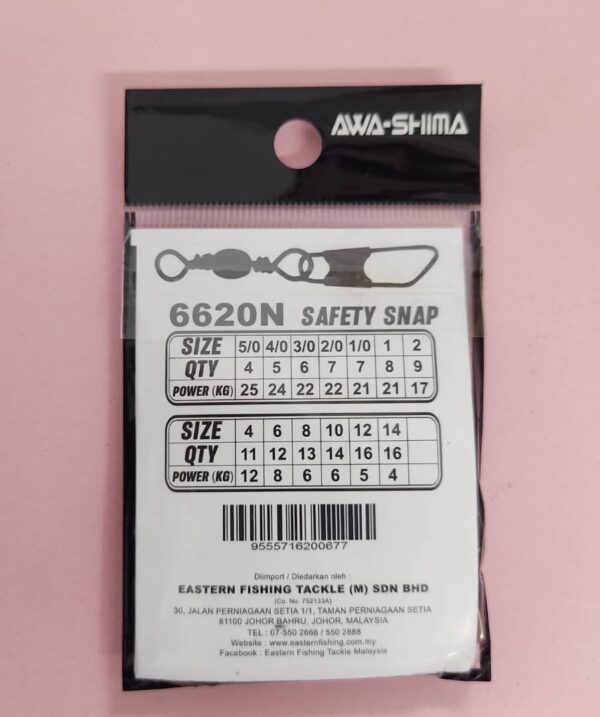 AWA-SHIMA
6620N SAFETY SNAP
SIZE 5/0 4/0 3/0 2/0 1/0 1 2
QTY 4 5 6 7 7 8 9
POWER (KG) 25 24 22 22 21 21 17
SIZE 4 6 8 10 12 14
QTY 11 12 13 14 16 16
POWER (KG) 12 8 6 6 5 4
9555716200677
Diimport / Diedarkan oleh :
EASTERN FISHING TACKLE (M) SDN BHD
(Co. No. 752133A)
30, JALAN PERNIAGAAN SETIA 1/1, TAMAN PERNIAGAAN SETIA
81100 JOHOR BAHRU, JOHOR, MALAYSIA
TEL : 07-550 2666 / 550 2888
Website : www.easternfishing.com.my
Facebook : Eastern Fishing Tackle Malaysia